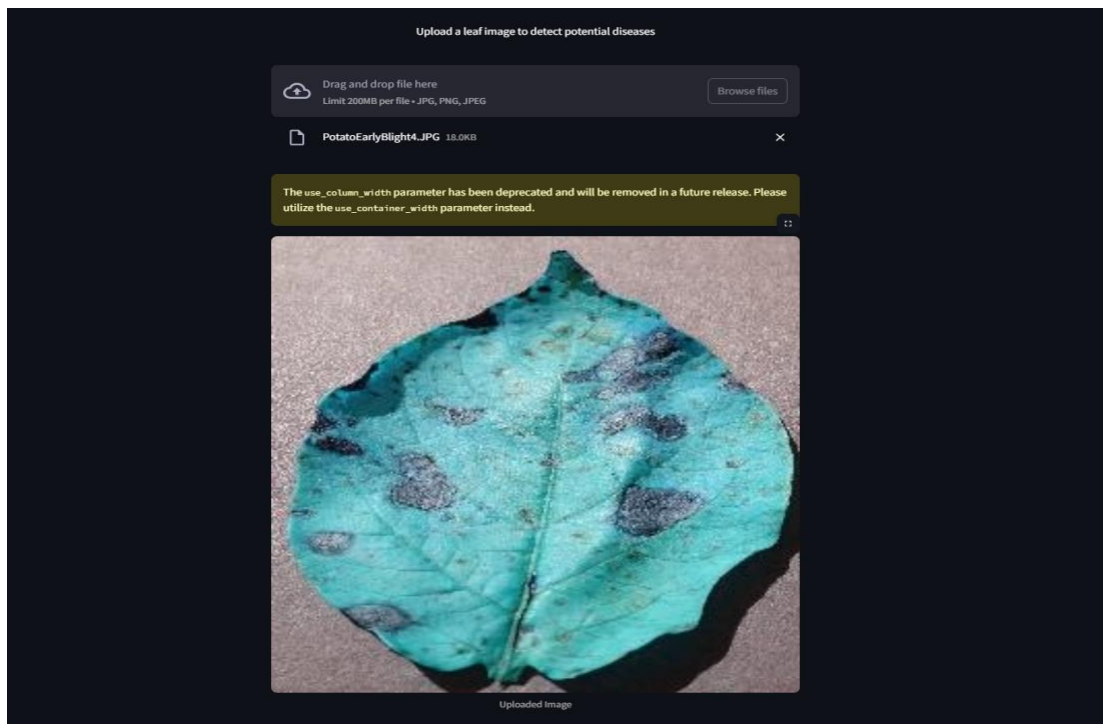 Upload a leaf image to detect potential diseases
Drag and drop file here
Limit 200MB per file • JPG, PNG, JPEG
Browse files
PotatoEarlyBlight4.JPG 18.0KB
The use_column_width parameter has been deprecated and will be removed in a future release. Please
utilize the use_container_width parameter instead.
Uploaded Image